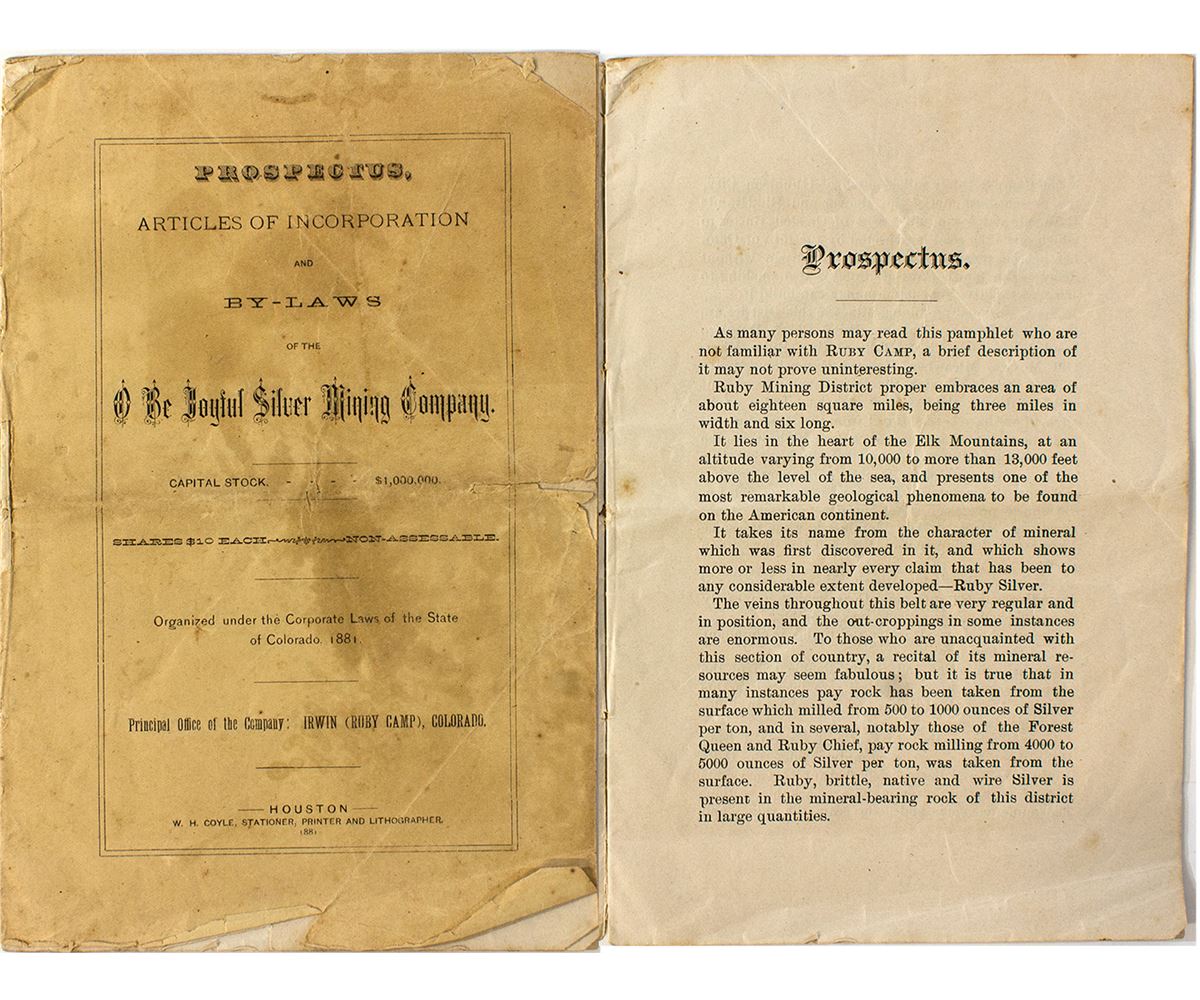 PROSPECTUS,
ARTICLES OF INCORPORATION
AND
BY-LAWS
OF THE
O Be Joyful Silver Mining Company.
CAPITAL STOCK. - - - - $1,000,000.
SHARES $10 EACH NON-ASSESSABLE.
Organized under the Corporate Laws of the State
of Colorado. 1881.
Principal Office of the Company: IRWIN (RUBY CAMP), COLORADO.
HOUSTON
W. H. COYLE, STATIONER, PRINTER AND LITHOGRAPHER.
1881
Prospectus.
As many persons may read this pamphlet who are
not familiar with RUBY CAMP, a brief description of
it may not prove uninteresting.
Ruby Mining District proper embraces an area of
about eighteen square miles, being three miles in
width and six long.
It lies in the heart of the Elk Mountains, at an
altitude varying from 10,000 to more than 13,000 feet
above the level of the sea, and presents one of the
most remarkable geological phenomena to be found
on the American continent.
It takes its name from the character of mineral
which was first discovered in it, and which shows
more or less in nearly every claim that has been to
any considerable extent developed—Ruby Silver.
The veins throughout this belt are very regular and
in position, and the out-croppings in some instances
are enormous. To those who are unacquainted with
this section of country, a recital of its mineral re-
sources may seem fabulous; but it is true that in
many instances pay rock has been taken from the
surface which milled from 500 to 1000 ounces of Silver
per ton, and in several, notably those of the Forest
Queen and Ruby Chief, pay rock milling from 4000 to
5000 ounces of Silver per ton, was taken from the
surface. Ruby, brittle, native and wire Silver is
present in the mineral-bearing rock of this district
in large quantities.